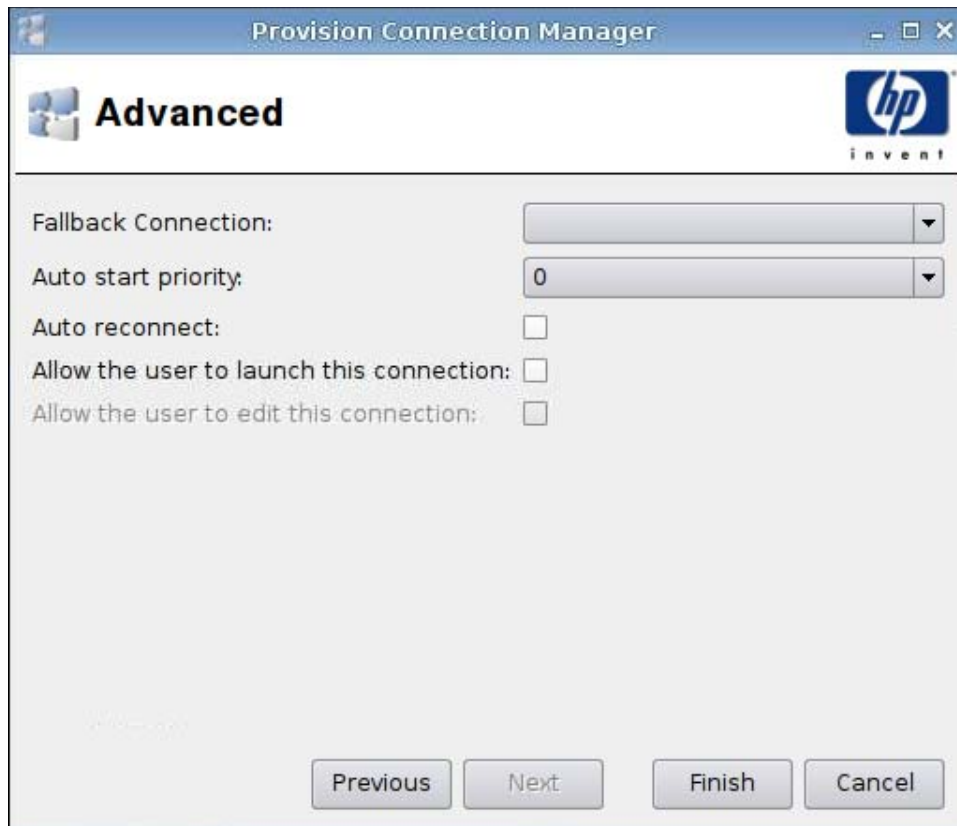 Provision Connection Manager
Advanced
hp
invent
Fallback Connection:
Auto start priority: 0
Auto reconnect:
Allow the user to launch this connection:
Allow the user to edit this connection:
Previous Next Finish Cancel